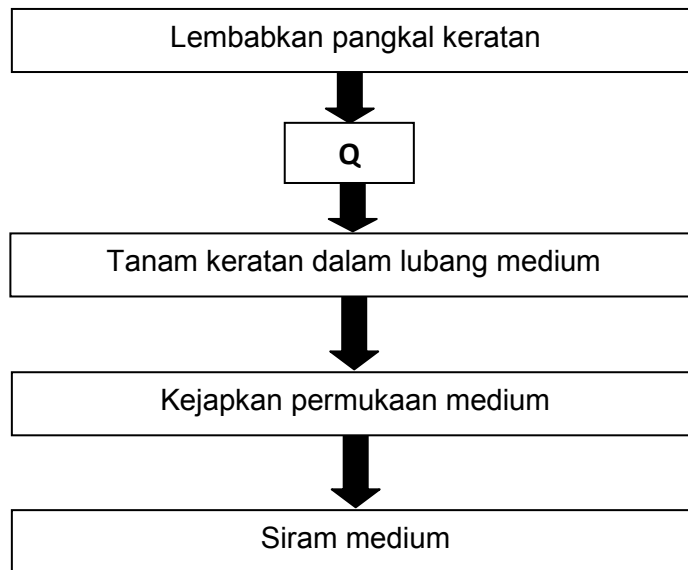 Lembabkan pangkal keratan
Q
Tanam keratan dalam lubang medium
Kejapkan permukaan medium
Siram medium